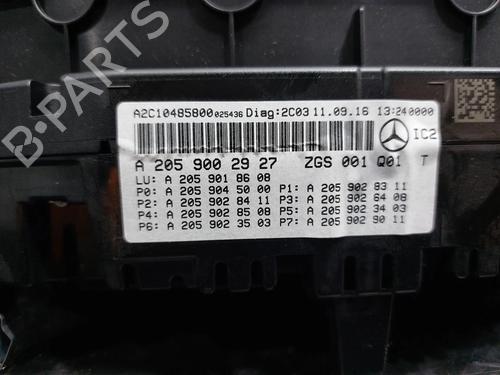 A2C10485800025436 Diag:2C03 11.09.16 13:240000
IC2
A 205 900 29 27 ZGS 001 Q01 T
LU: A 205 901 86 08
P0: A 205 904 50 00 P1: A 205 902 83 11
P2: A 205 902 84 11 P3: A 205 902 64 08
P4: A 205 902 85 08 P5: A 205 902 34 03
P6: A 205 902 35 03 P7: A 205 902 90 11
B-PARTS